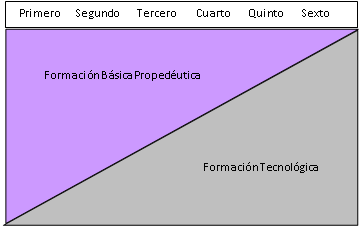 Primero Segundo Tercero Cuarto Quinto Sexto
Formación Básica Propedéutica
Formación Tecnológica